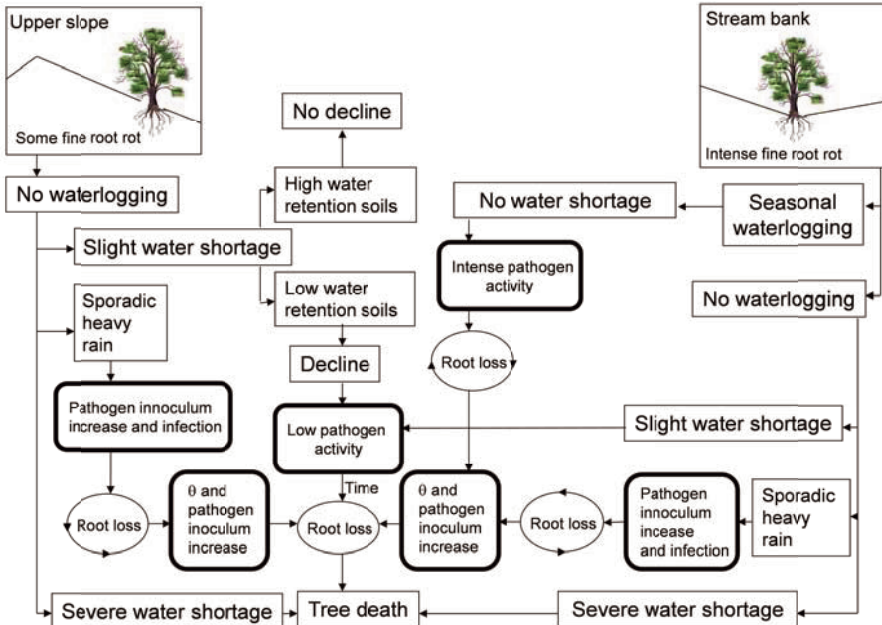 Upper slope
Some fine root rot
Stream bank
Intense fine root rot
No decline
No waterlogging
High water
retention soils
No water shortage
Seasonal
waterlogging
Slight water shortage
Intense pathogen
activity
Sporadic
heavy
rain
Low water
retention soils
No waterlogging
Decline
Root loss
Pathogen innoculum
increase and infection
Low pathogen
activity
Slight water shortage
Time
Root loss
θ and
pathogen
inoculum
increase
Root loss
θ and
pathogen
inoculum
increase
Root loss
Pathogen
innoculum
incease
and infection
Sporadic
heavy
rain
Severe water shortage
Tree death
Severe water shortage